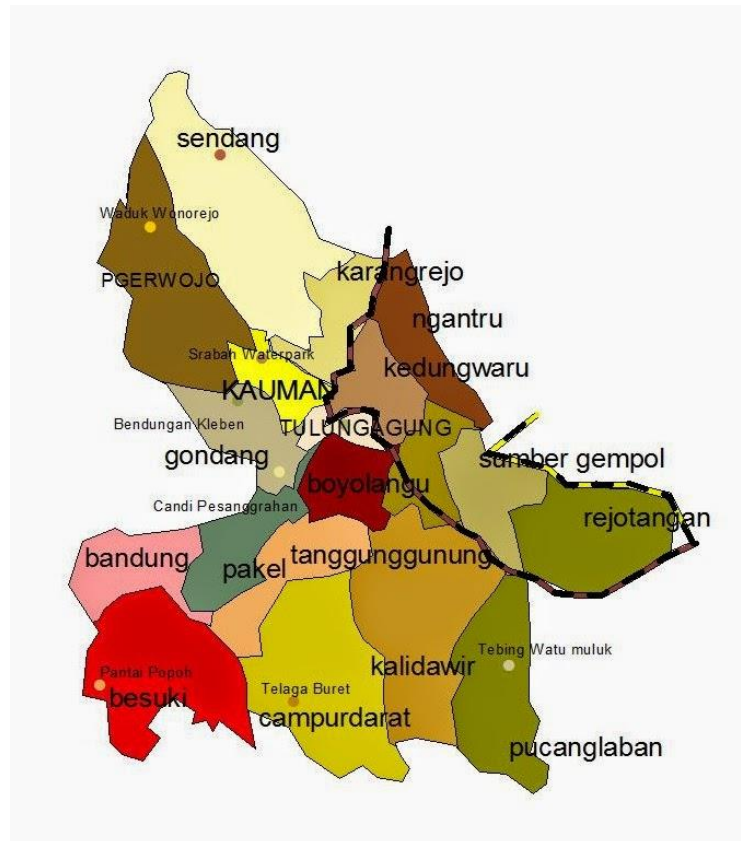 sendang
Waduk Wonorejo
karangrejo
PGERWOJO
ngantru
Srabah Waterpark
kedungwaru
KAUMAN
Bendungan Kleben
TULUNGAGUNG
gondang
sumber gempol
boyolangu
Candi Pesanggrahan
rejotangan
bandung
tanggunggunung
pakel
Tebing Watu muluk
kalidawir
Pantai Popoh
besuki
Telaga Buret
campurdarat
pucanglaban